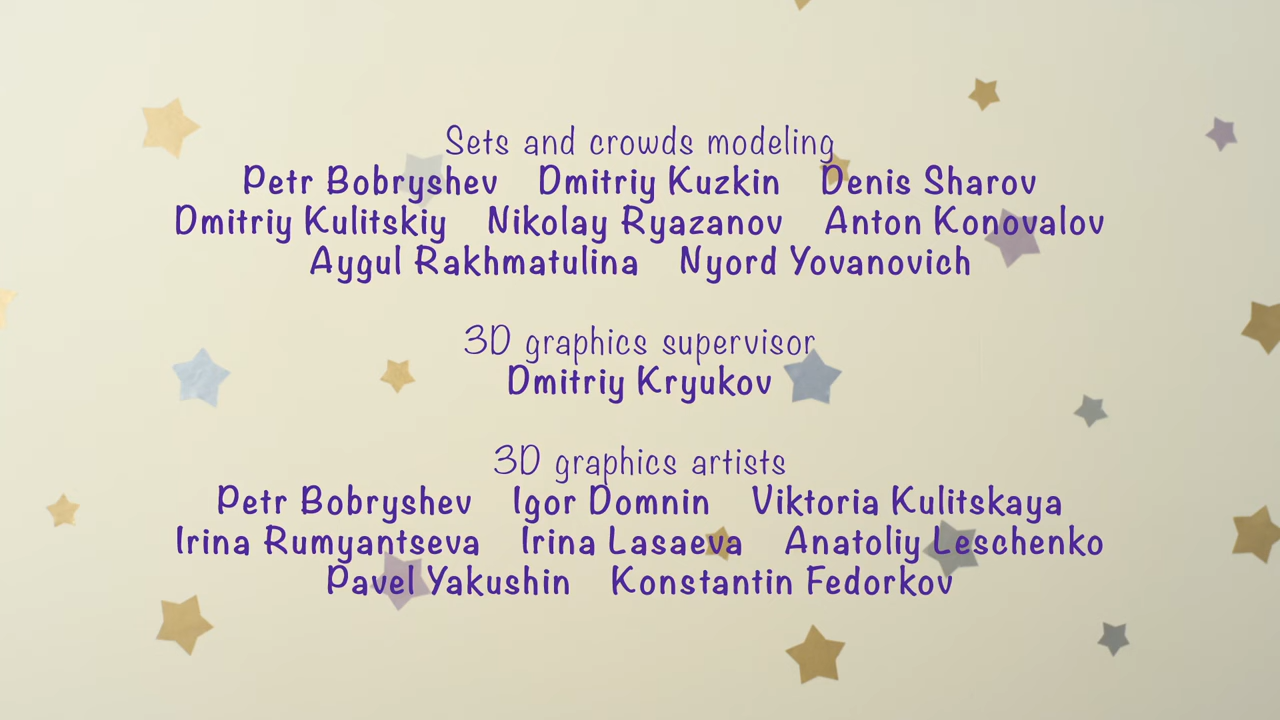 Sets and crowds modeling
Petr Bobryshev Dmitriy Kuzkin Denis Sharov
Dmitriy Kulitskiy Nikolay Ryazanov Anton Konovalov
Aygul Rakhmatulina Nyord Yovanovich
3D graphics supervisor
Dmitriy Kryukov
3D graphics artists
Petr Bobryshev Igor Domnin Viktoria Kulitskaya
Irina Rumyantseva Irina Lasaeva Anatoliy Leschenko
Pavel Yakushin Konstantin Fedorkov